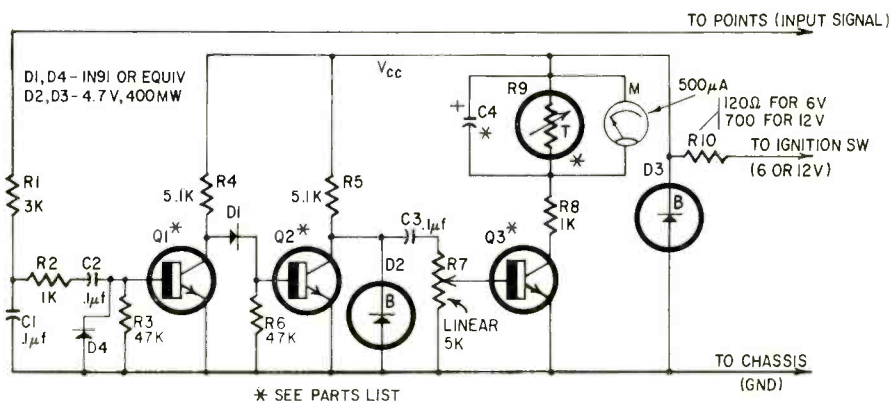 TO POINTS (INPUT SIGNAL)
D1, D4 - IN91 OR EQUIV
D2, D3 - 4.7 V, 400MW
Vcc
R9
M
500μA
+
C4
*
T
*
120Ω FOR 6V
700 FOR 12V
R10
TO IGNITION SW
(6 OR 12V)
D3
B
R1
3K
R4
5.1K
R5
5.1K
R8
1K
Q1*
D1
Q2*
C3
.1μf
Q3*
R2
1K
C2
.1μf
D2
B
R7
LINEAR
5K
C1
.1μf
D4
R3
47K
R6
47K
TO CHASSIS
(GND)
* SEE PARTS LIST